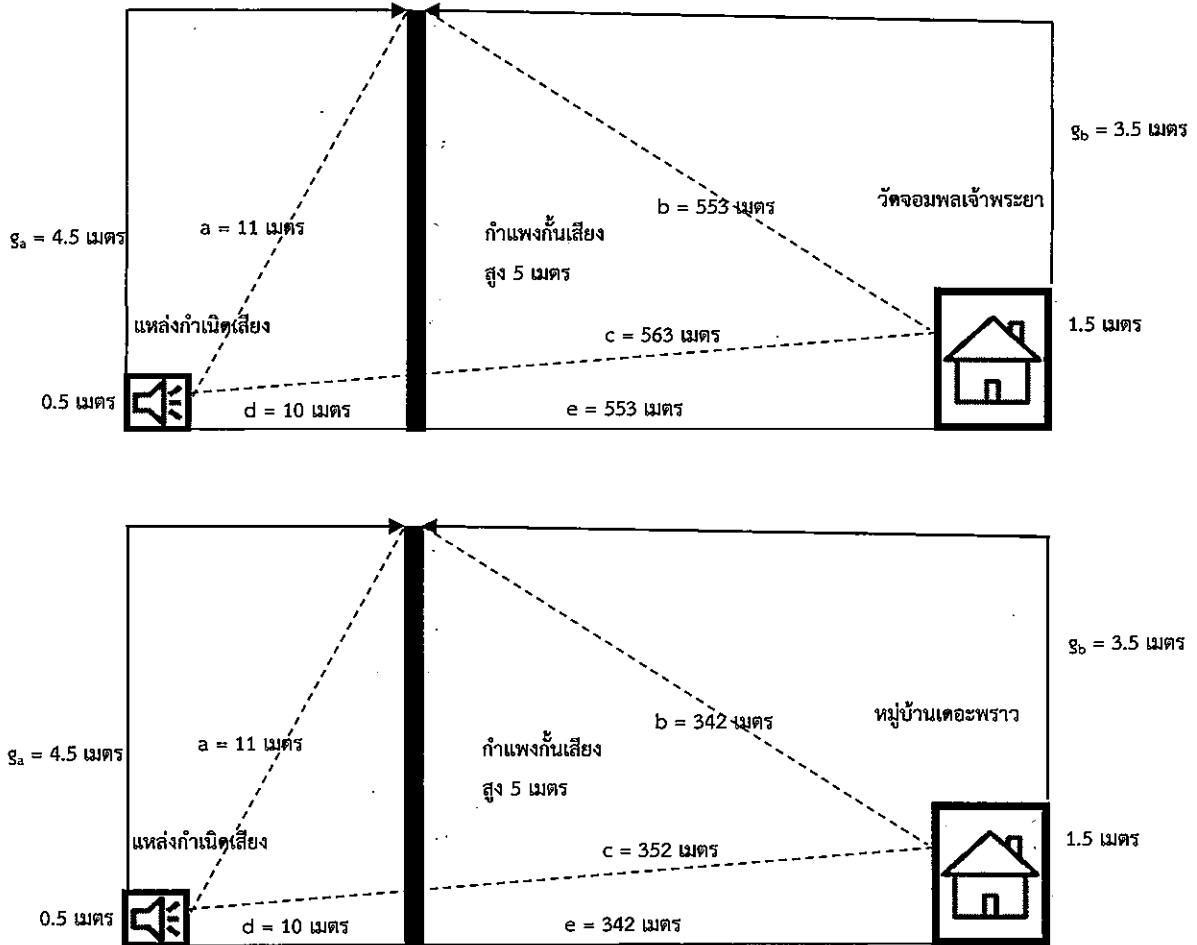 g_b = 3.5 เมตร
วัดจอมพลเจ้าพระยา
b = 553 เมตร
a = 11 เมตร
กำแพงกั้นเสียง
g_a = 4.5 เมตร
สูง 5 เมตร
แหล่งกำเนิดเสียง
1.5 เมตร
c = 563 เมตร
0.5 เมตร
d = 10 เมตร
e = 553 เมตร
g_b = 3.5 เมตร
หมู่บ้านเดอะพราว
b = 342 เมตร
a = 11 เมตร
กำแพงกั้นเสียง
g_a = 4.5 เมตร
สูง 5 เมตร
แหล่งกำเนิดเสียง
1.5 เมตร
c = 352 เมตร
0.5 เมตร
d = 10 เมตร
e = 342 เมตร